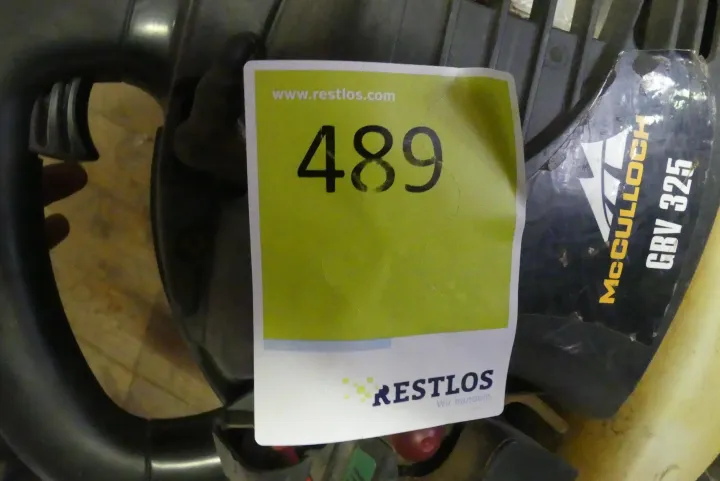 www.restlos.com
489
RESTLOS
McCULLOCH
GBV 325